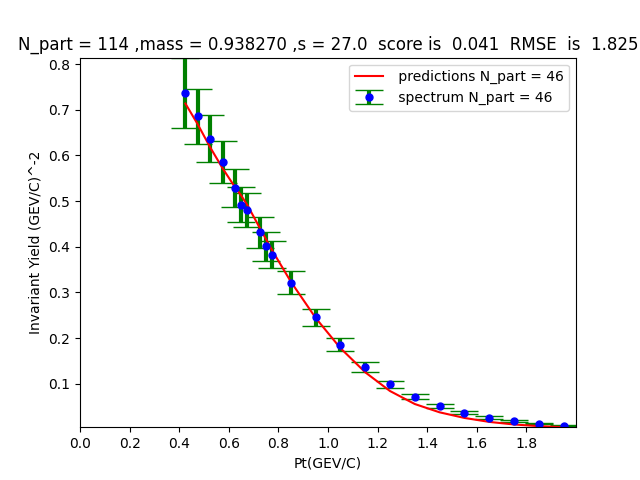 N_part = 114 ,mass = 0.938270 ,s = 27.0  score is  0.041  RMSE  is  1.825
predictions N_part = 46
spectrum N_part = 46
Invariant Yield (GEV/C)^-2
0.8
0.7
0.6
0.5
0.4
0.3
0.2
0.1
0.0 0.2 0.4 0.6 0.8 1.0 1.2 1.4 1.6 1.8
Pt(GEV/C)